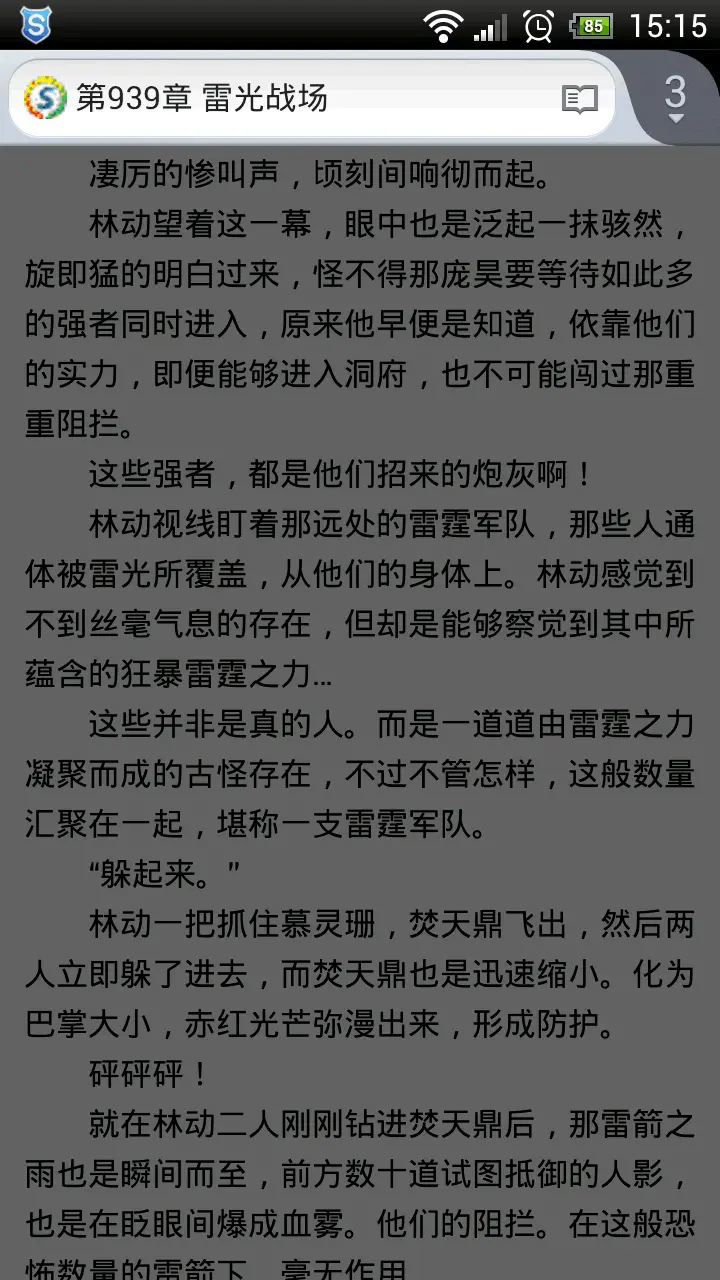 85
15:15
第939章 雷光战场
3
凄厉的惨叫声，顷刻间响彻而起。
林动望着这一幕，眼中也是泛起一抹骇然，
旋即猛的明白过来，怪不得那庞昊要等待如此多
的强者同时进入，原来他早便是知道，依靠他们
的实力，即便能够进入洞府，也不可能闯过那重
重阻拦。
这些强者，都是他们招来的炮灰啊！
林动视线盯着那远处的雷霆军队，那些人通
体被雷光所覆盖，从他们的身体上。林动感觉到
不到丝毫气息的存在，但却是能够察觉到其中所
蕴含的狂暴雷霆之力...
这些并非是真的人。而是一道道由雷霆之力
凝聚而成的古怪存在，不过不管怎样，这般数量
汇聚在一起，堪称一支雷霆军队。
“躲起来。”
林动一把抓住慕灵珊，焚天鼎飞出，然后两
人立即躲了进去，而焚天鼎也是迅速缩小。化为
巴掌大小，赤红光芒弥漫出来，形成防护。
砰砰砰！
就在林动二人刚刚钻进焚天鼎后，那雷箭之
雨也是瞬间而至，前方数十道试图抵御的人影，
也是在眨眼间爆成血雾。他们的阻拦。在这般恐
怖数量的雷箭下，毫无作用